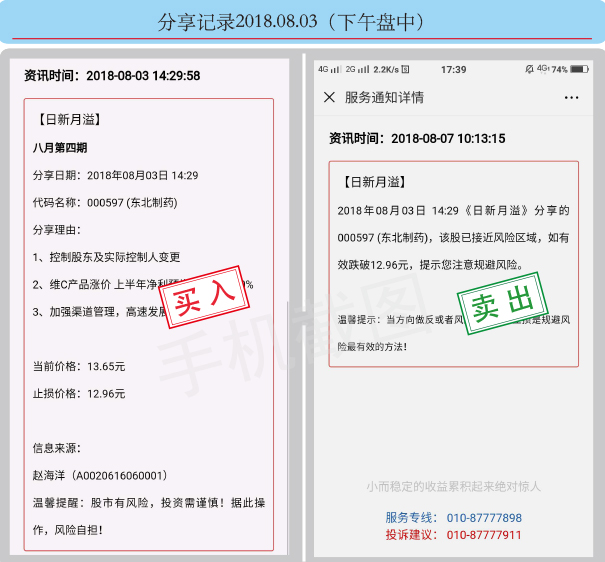 分享记录2018.08.03（下午盘中）
资讯时间：2018-08-03 14:29:58
【日新月溢】
八月第四期
分享日期：2018年08月03日 14:29
代码名称：000597 (东北制药)
分享理由：
1、控制股东及实际控制人变更
2、维C产品涨价 上半年净利预 %
3、加强渠道管理，高速发展
买入
当前价格：13.65元
止损价格：12.96元
信息来源：
赵海洋（A0020616060001）
温馨提醒：股市有风险，投资需谨慎！据此操
作，风险自担！
4G 2G 2.2K/s 17:39 4G 74%
服务通知详情
资讯时间：2018-08-07 10:13:15
【日新月溢】
2018年08月03日 14:29《日新月溢》分享的
000597 (东北制药)，该股已接近风险区域，如有
效跌破12.96元，提示您注意规避风险。
卖出
温馨提示：当方向做反或者风 损是规避风
险最有效的方法！
小而稳定的收益累积起来绝对惊人
服务专线： 010-87777898
投诉建议： 010-87777911
手机截图